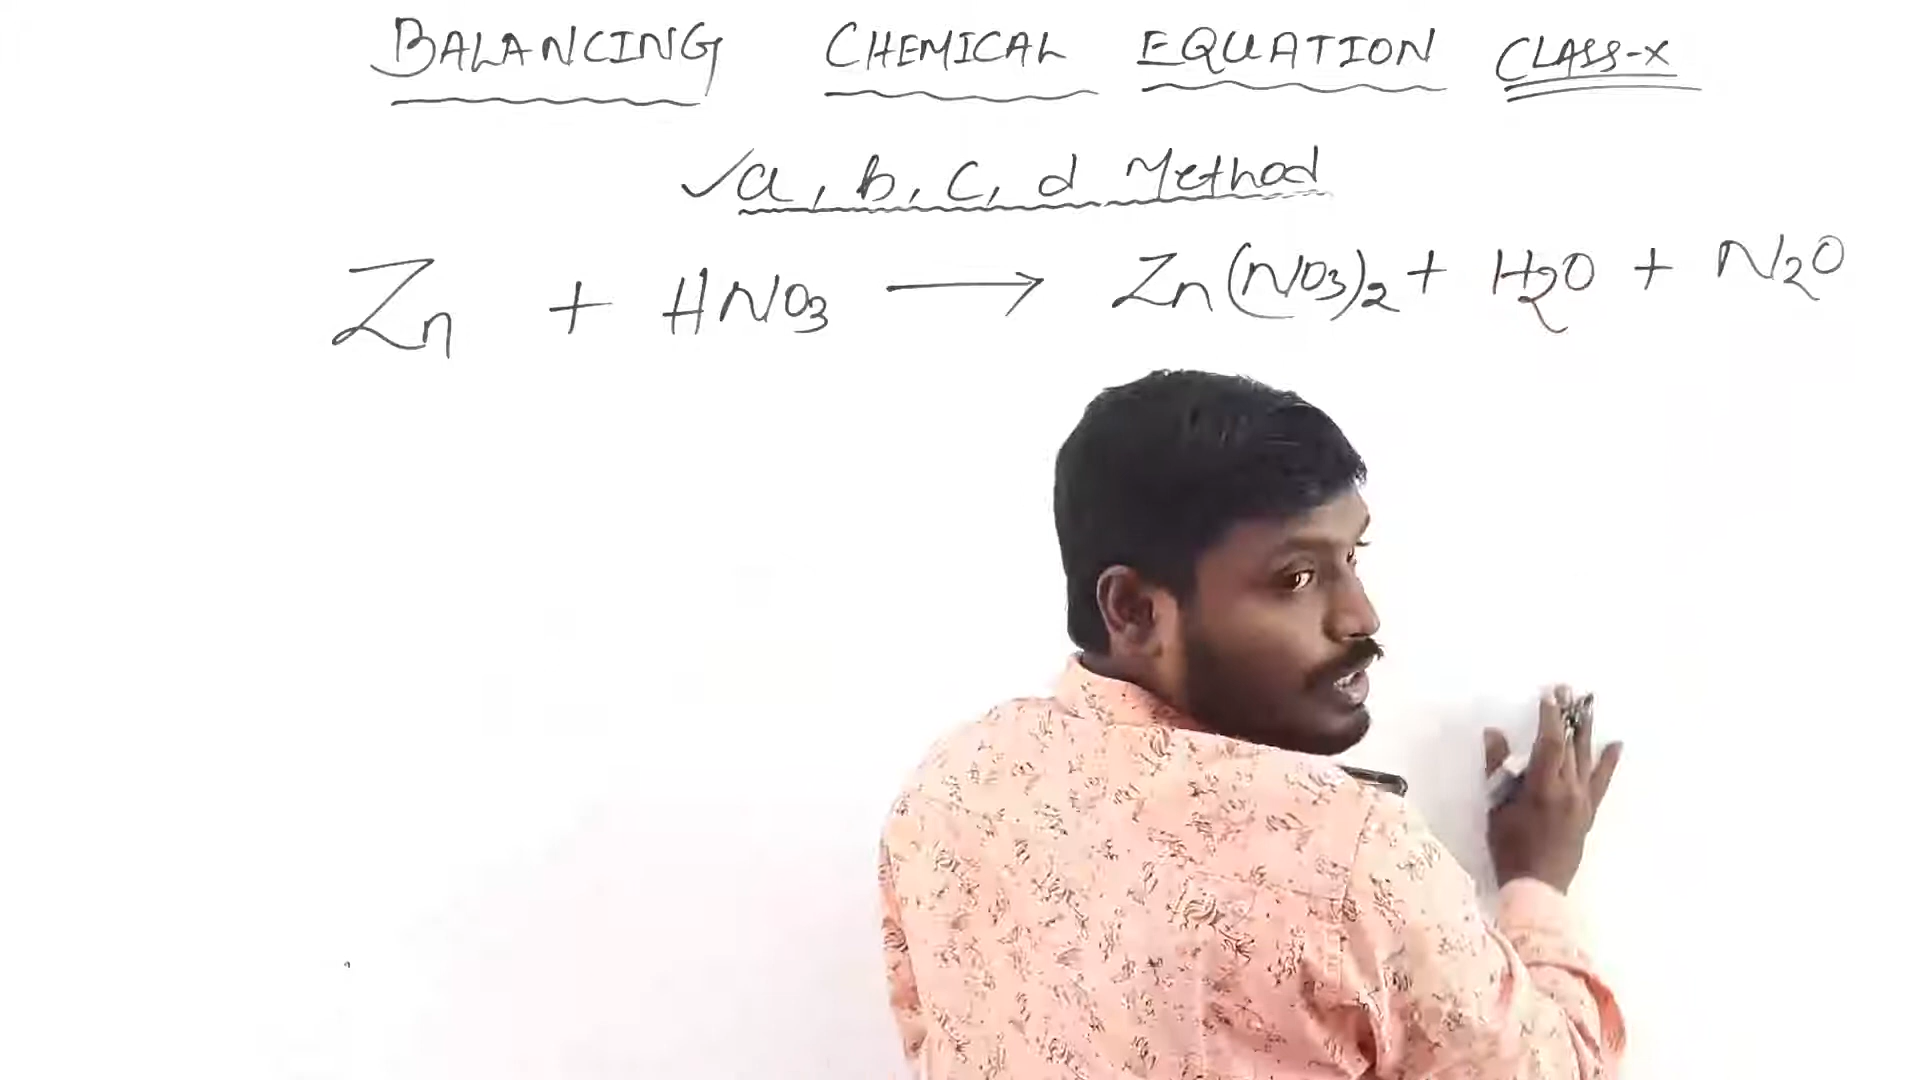 BALANCING CHEMICAL EQUATION CLASS-X
✓a, b, c, d Method
Zn + HNO3 ⟶ Zn(NO3)2 + H2O + N2O